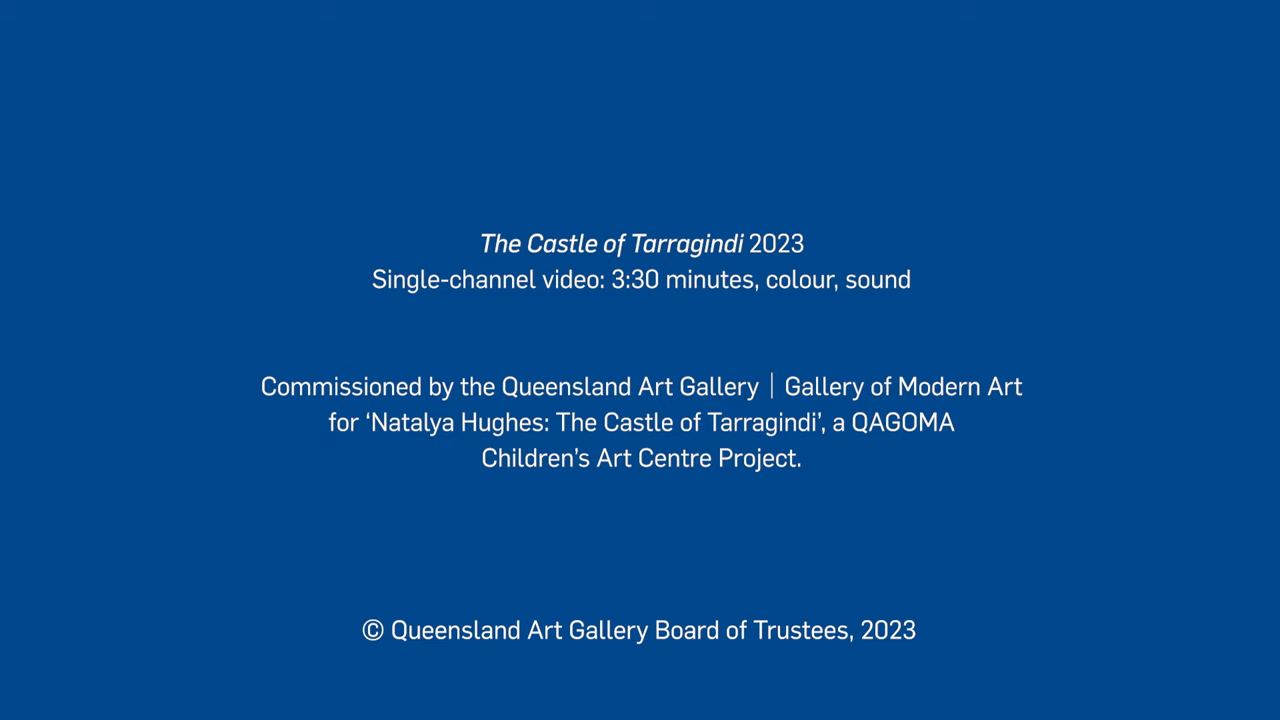 The Castle of Tarragindi 2023
Single-channel video: 3:30 minutes, colour, sound
Commissioned by the Queensland Art Gallery | Gallery of Modern Art
for ‘Natalya Hughes: The Castle of Tarragindi’, a QAGOMA
Children’s Art Centre Project.
© Queensland Art Gallery Board of Trustees, 2023